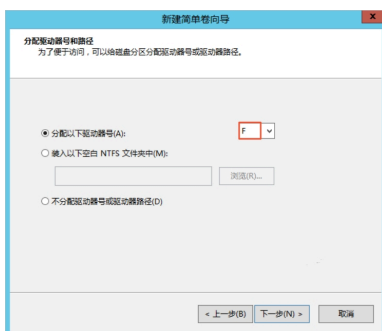 新建简单卷向导
x
分配驱动器号和路径
为了便于访问，可以给磁盘分区分配驱动器号或驱动器路径。
分配以下驱动器号(A): F
装入以下空白 NTFS 文件夹中(M):
浏览(R)...
不分配驱动器号或驱动器路径(D)
< 上一步(B) 下一步(N) > 取消